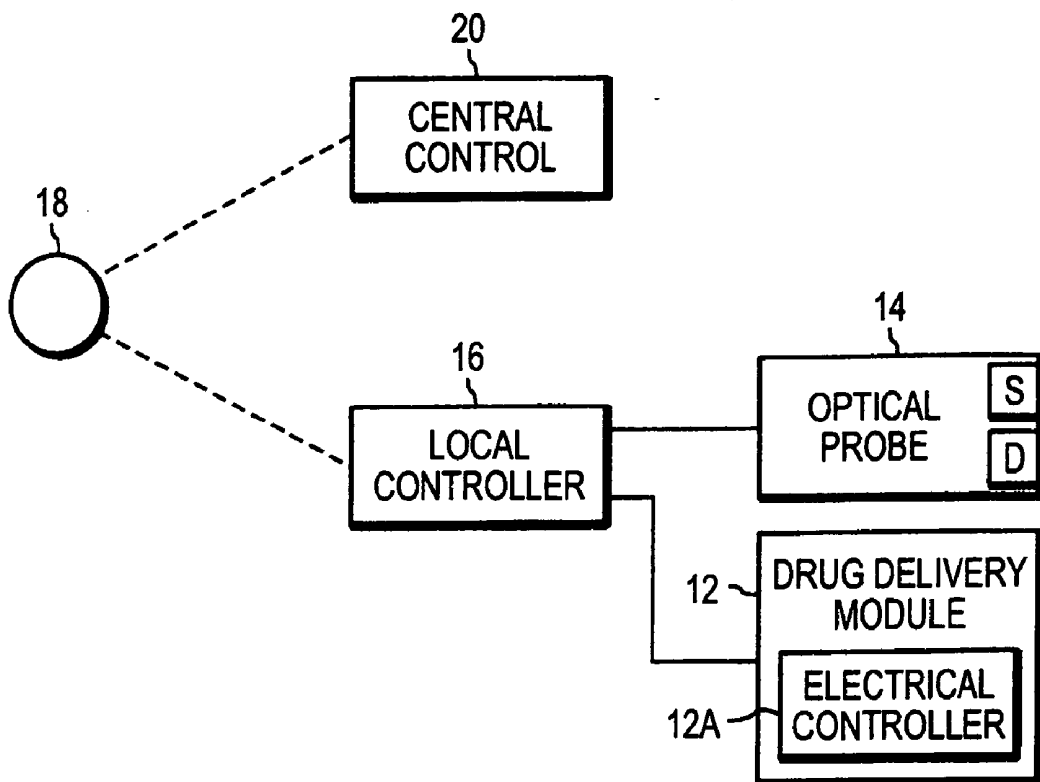 20
CENTRAL
CONTROL
18
16
LOCAL
CONTROLLER
14
OPTICAL
PROBE
S
D
12
DRUG DELIVERY
MODULE
12A
ELECTRICAL
CONTROLLER